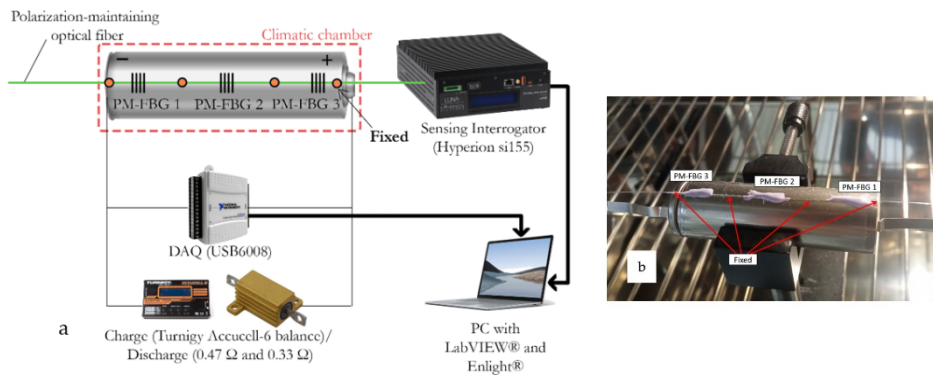 Polarization-maintaining
optical fiber
Climatic chamber
− +
PM-FBG 1 PM-FBG 2 PM-FBG 3
Fixed
LUNA
Sensing Interrogator
(Hyperion si155)
DAQ (USB6008)
TURNIGY
a
Charge (Turnigy Accucell-6 balance)/
Discharge (0.47 Ω and 0.33 Ω)
PC with
LabVIEW® and
Enlight®
PM-FBG 3
PM-FBG 2
PM-FBG 1
Fixed
b